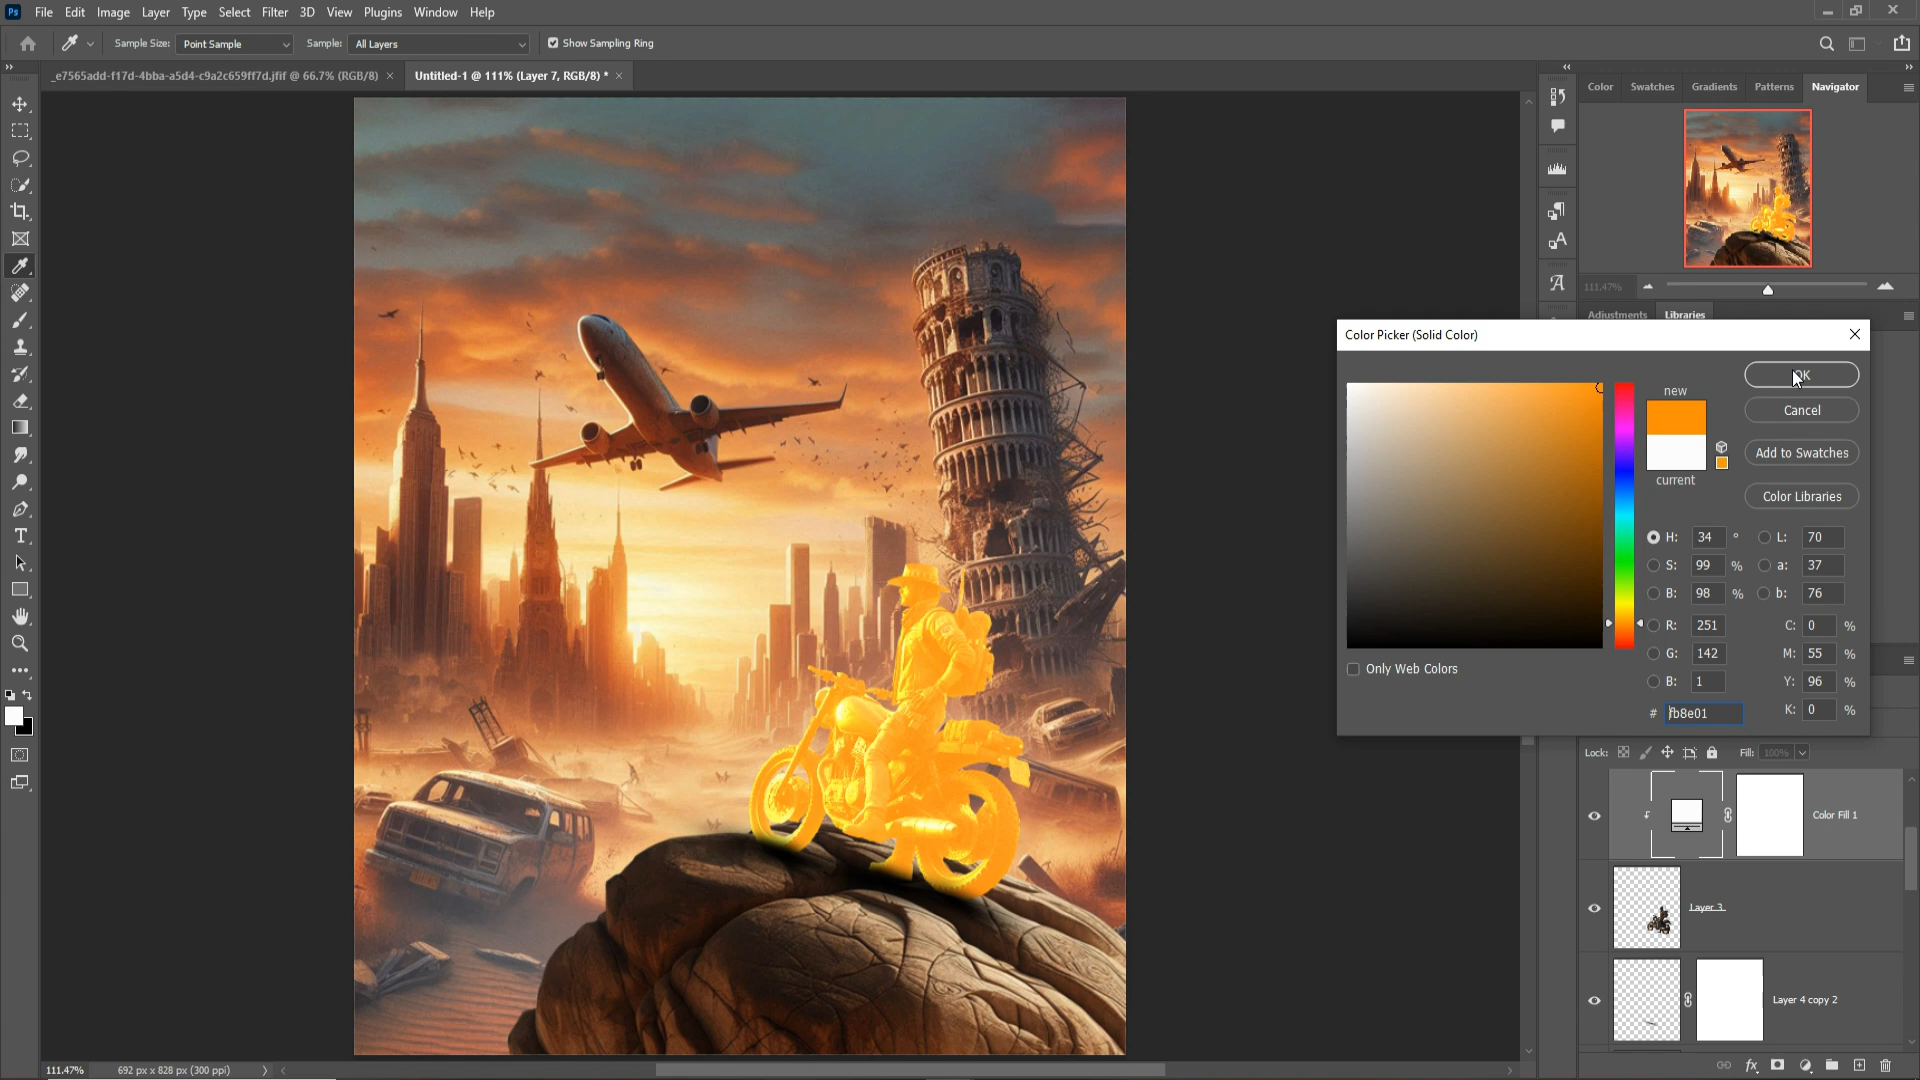 Ps File Edit Image Layer Type Select Filter 3D View Plugins Window Help
Sample Size: Point Sample Sample: All Layers Show Sampling Ring
_e7565add-f17d-4bba-a5d4-c9a2c659ff7d.jfif @ 66.7% (RGB/8) × Untitled-1 @ 111% (Layer 7, RGB/8) * ×
Color Swatches Gradients Patterns Navigator
111.47%
Adjustments Libraries
Color Picker (Solid Color)
new
OK
Cancel
Add to Swatches
current
Color Libraries
H: 34 ° L: 70
S: 99 % a: 37
B: 98 % b: 76
R: 251 C: 0 %
G: 142 M: 55 %
B: 1 Y: 96 %
# fb8e01 K: 0 %
Only Web Colors
Lock: Fill: 100%
Color Fill 1
Layer 3
Layer 4 copy 2
111.47% 692 px x 828 px (300 ppi)